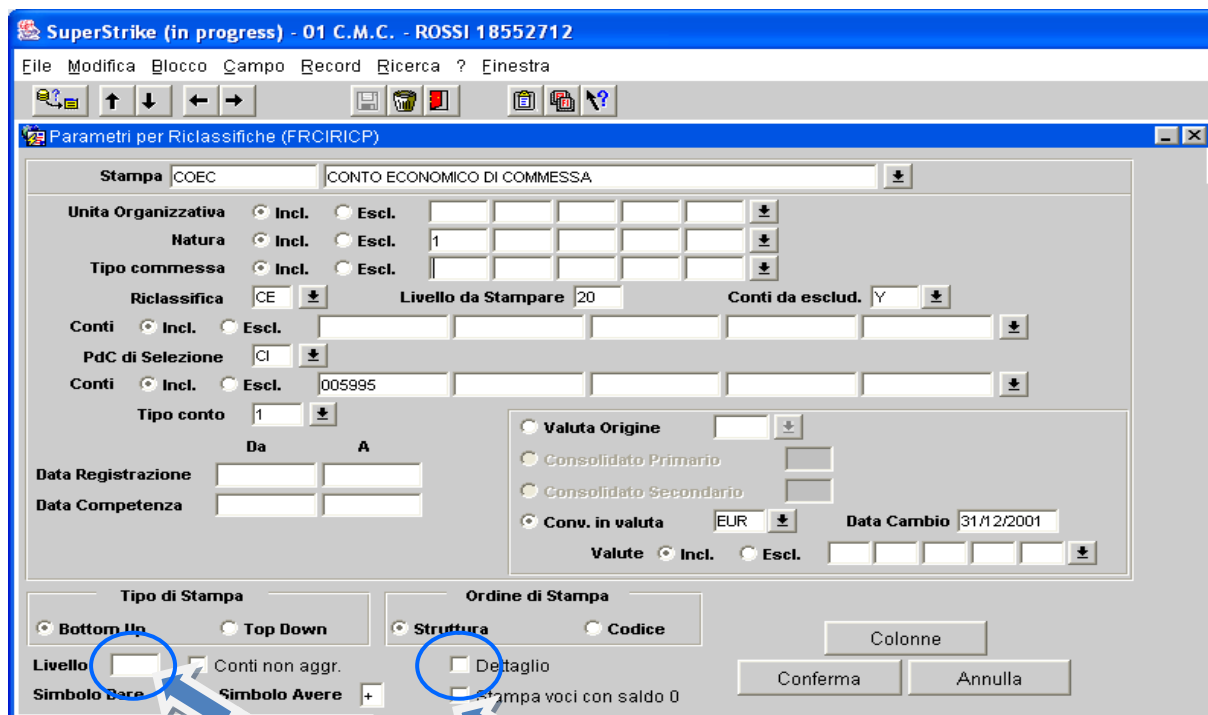 SuperStrike (in progress) - 01 C.M.C. - ROSSI 18552712
File Modifica Blocco Campo Record Ricerca ? Finestra
Parametri per Riclassifiche (FRCIRICP)
Stampa COEC CONTO ECONOMICO DI COMMESSA
Unita Organizzativa Incl. Escl.
Natura Incl. Escl. 1
Tipo commessa Incl. Escl.
Riclassifica CE Livello da Stampare 20 Conti da esclud. Y
Conti Incl. Escl.
PdC di Selezione CI
Conti Incl. Escl. 005995
Tipo conto 1
Valuta Origine
Da A
Consolidato Primario
Data Registrazione
Consolidato Secondario
Data Competenza
Conv. in valuta EUR Data Cambio 31/12/2001
Valute Incl. Escl.
Tipo di Stampa Ordine di Stampa
Bottom Up Top Down Struttura Codice
Colonne
Livello Conti non aggr. Dettaglio
Conferma Annulla
Simbolo Dare Simbolo Avere + Stampa voci con saldo 0